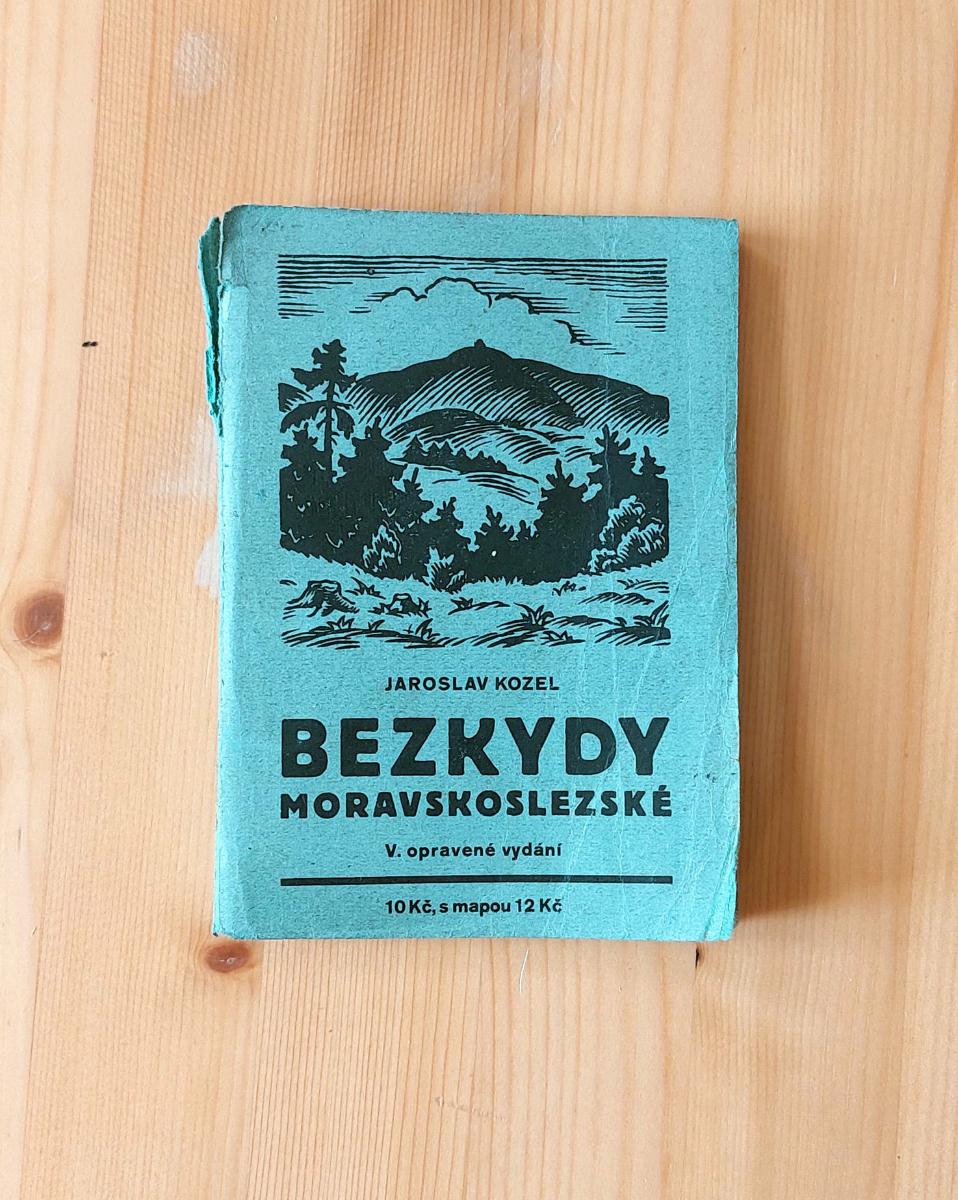 JAROSLAV KOZEL
BEZKYDY
MORAVSKOSLEZSKÉ
V. opravené vydání
10 Kč, s mapou 12 Kč